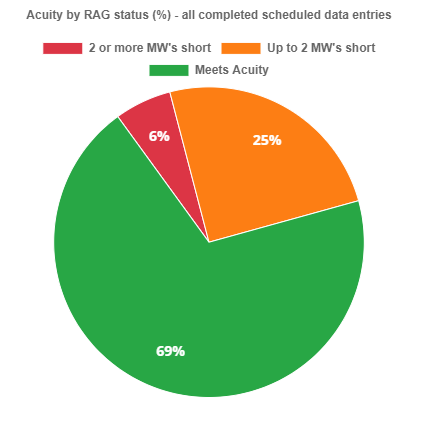 Acuity by RAG status (%) - all completed scheduled data entries
2 or more MW's short Up to 2 MW's short
Meets Acuity
6%
25%
69%